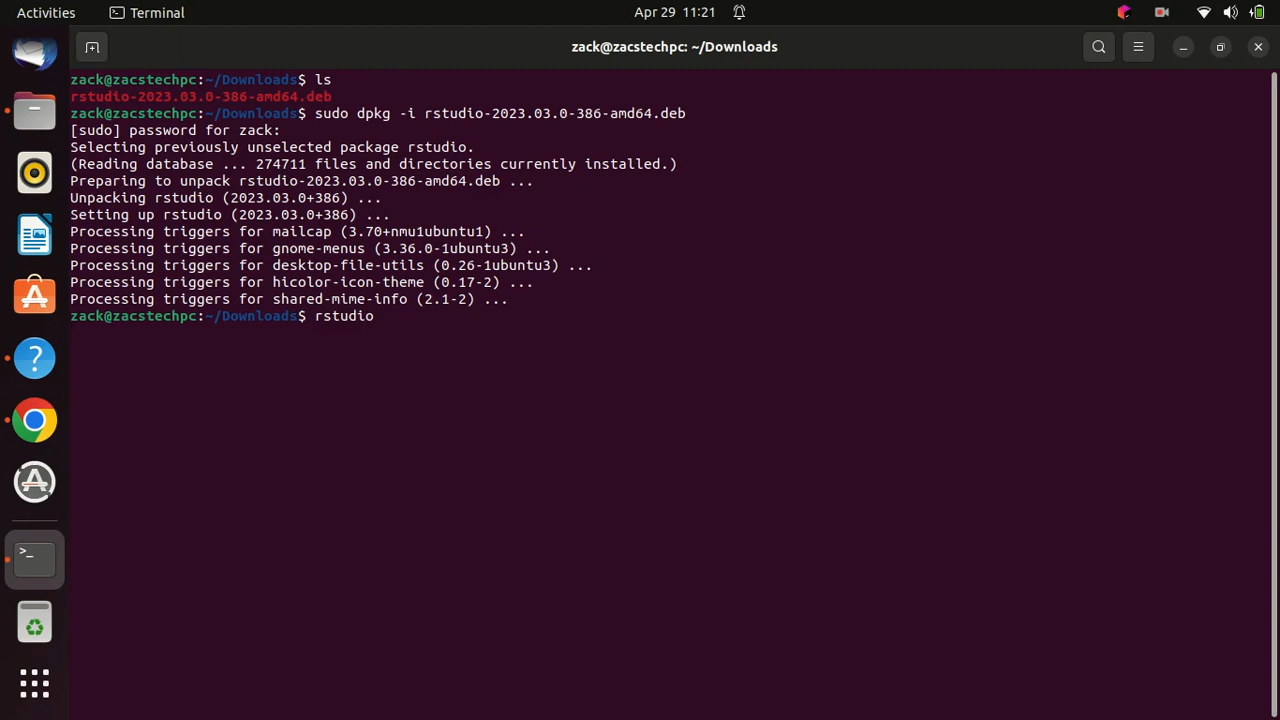 Activities
Terminal
Apr 29 11:21
zack@zacstechpc: ~/Downloads
zack@zacstechpc:~/Downloads$ ls
rstudio-2023.03.0-386-amd64.deb
zack@zacstechpc:~/Downloads$ sudo dpkg -i rstudio-2023.03.0-386-amd64.deb
[sudo] password for zack:
Selecting previously unselected package rstudio.
(Reading database ... 274711 files and directories currently installed.)
Preparing to unpack rstudio-2023.03.0-386-amd64.deb ...
Unpacking rstudio (2023.03.0+386) ...
Setting up rstudio (2023.03.0+386) ...
Processing triggers for mailcap (3.70+nmu1ubuntu1) ...
Processing triggers for gnome-menus (3.36.0-1ubuntu3) ...
Processing triggers for desktop-file-utils (0.26-1ubuntu3) ...
Processing triggers for hicolor-icon-theme (0.17-2) ...
Processing triggers for shared-mime-info (2.1-2) ...
zack@zacstechpc:~/Downloads$ rstudio